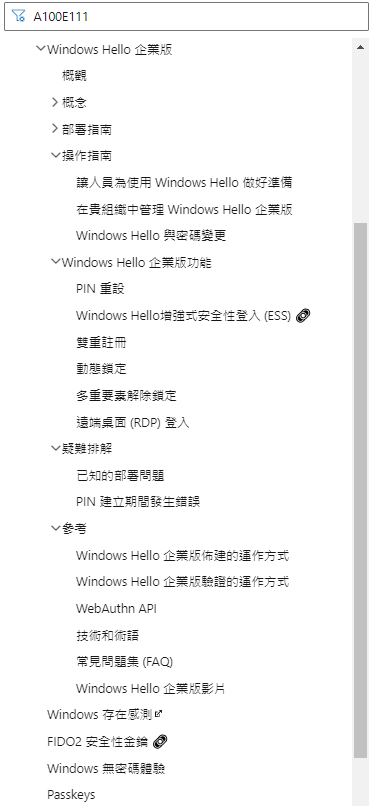 A100E111
Windows Hello 企業版
概觀
概念
部署指南
操作指南
讓人員為使用 Windows Hello 做好準備
在貴組織中管理 Windows Hello 企業版
Windows Hello 與密碼變更
Windows Hello 企業版功能
PIN 重設
Windows Hello增強式安全性登入 (ESS)
雙重註冊
動態鎖定
多重要素解除鎖定
遠端桌面 (RDP) 登入
疑難排解
已知的部署問題
PIN 建立期間發生錯誤
參考
Windows Hello 企業版佈建的運作方式
Windows Hello 企業版驗證的運作方式
WebAuthn API
技術和術語
常見問題集 (FAQ)
Windows Hello 企業版影片
Windows 存在感測
FIDO2 安全性金鑰
Windows 無密碼體驗
Passkeys